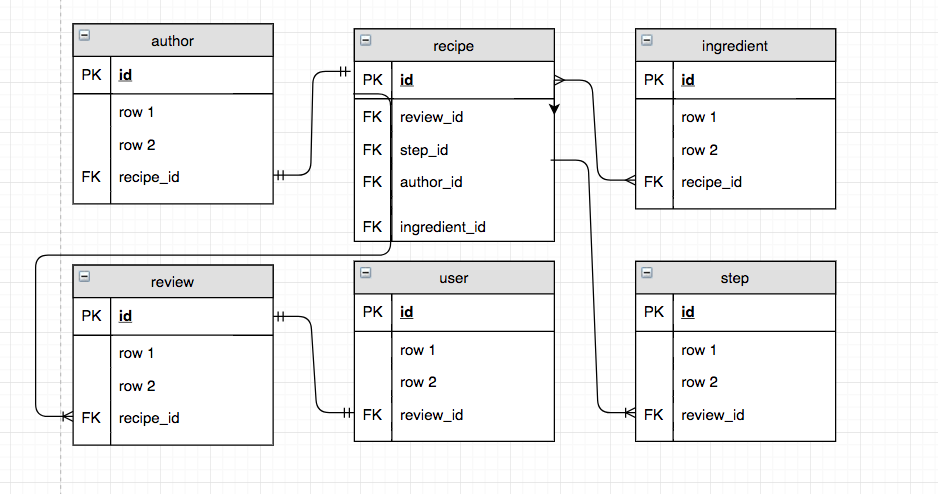 author
PK id
row 1
row 2
FK recipe_id
recipe
PK id
FK review_id
FK step_id
FK author_id
FK ingredient_id
ingredient
PK id
row 1
row 2
FK recipe_id
review
PK id
row 1
row 2
FK recipe_id
user
PK id
row 1
row 2
FK review_id
step
PK id
row 1
row 2
FK review_id